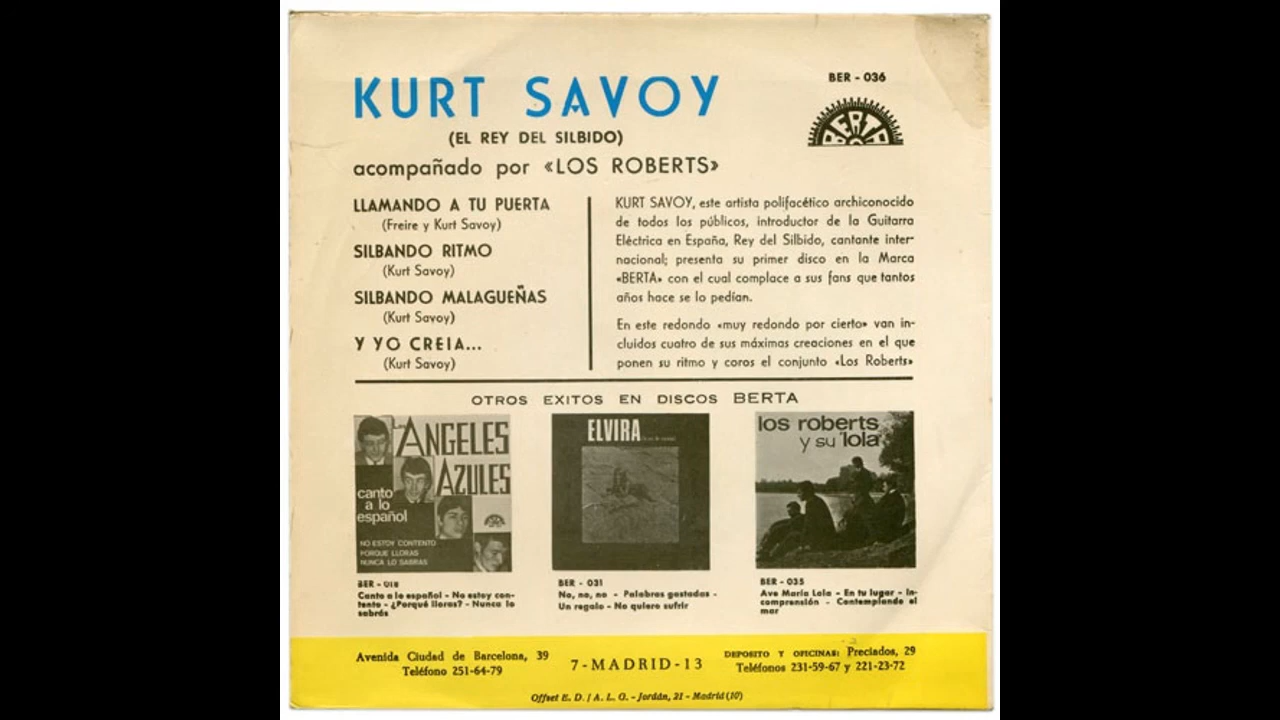 KURT SAVOY
(EL REY DEL SILBIDO)
acompañado por «LOS ROBERTS»
BER - 036
BERTA
LLAMANDO A TU PUERTA
(Freire y Kurt Savoy)
SILBANDO RITMO
(Kurt Savoy)
SILBANDO MALAGUEÑAS
(Kurt Savoy)
Y YO CREIA...
(Kurt Savoy)
KURT SAVOY, este artista polifacético archiconocido
de todos los públicos, introductor de la Guitarra
Eléctrica en España, Rey del Silbido, cantante inter-
nacional; presenta su primer disco en la Marca
«BERTA» con el cual complace a sus fans que tantos
años hace se lo pedían.
En este redondo «muy redondo por cierto» van in-
cluidos cuatro de sus máximas creaciones en el que
ponen su ritmo y coros el conjunto «Los Roberts»
OTROS EXITOS EN DISCOS BERTA
Los
ANGELES
AZULES
canto
a lo
español
NO ESTOY CONTENTO
PORQUE LLORAS
NUNCA LO SABRAS
BER - 018
Canto a lo español - No estoy con-
tento - ¿Porqué lloras? - Nunca lo
sabrás
ELVIRA
BER - 031
No, no, no - Palabras gastadas -
Un regalo - No quiero sufrir
los roberts
y su "lola"
BER - 035
Ave María Lola - En tu lugar - In-
comprensión - Contemplando el
mar
Avenida Ciudad de Barcelona, 39
Teléfono 251-64-79
7-MADRID-13
DEPOSITO Y OFICINAS: Preciados, 29
Teléfonos 231-59-67 y 221-23-72
Offset E. D. / A. L. G. - Jordán, 21 - Madrid (10)